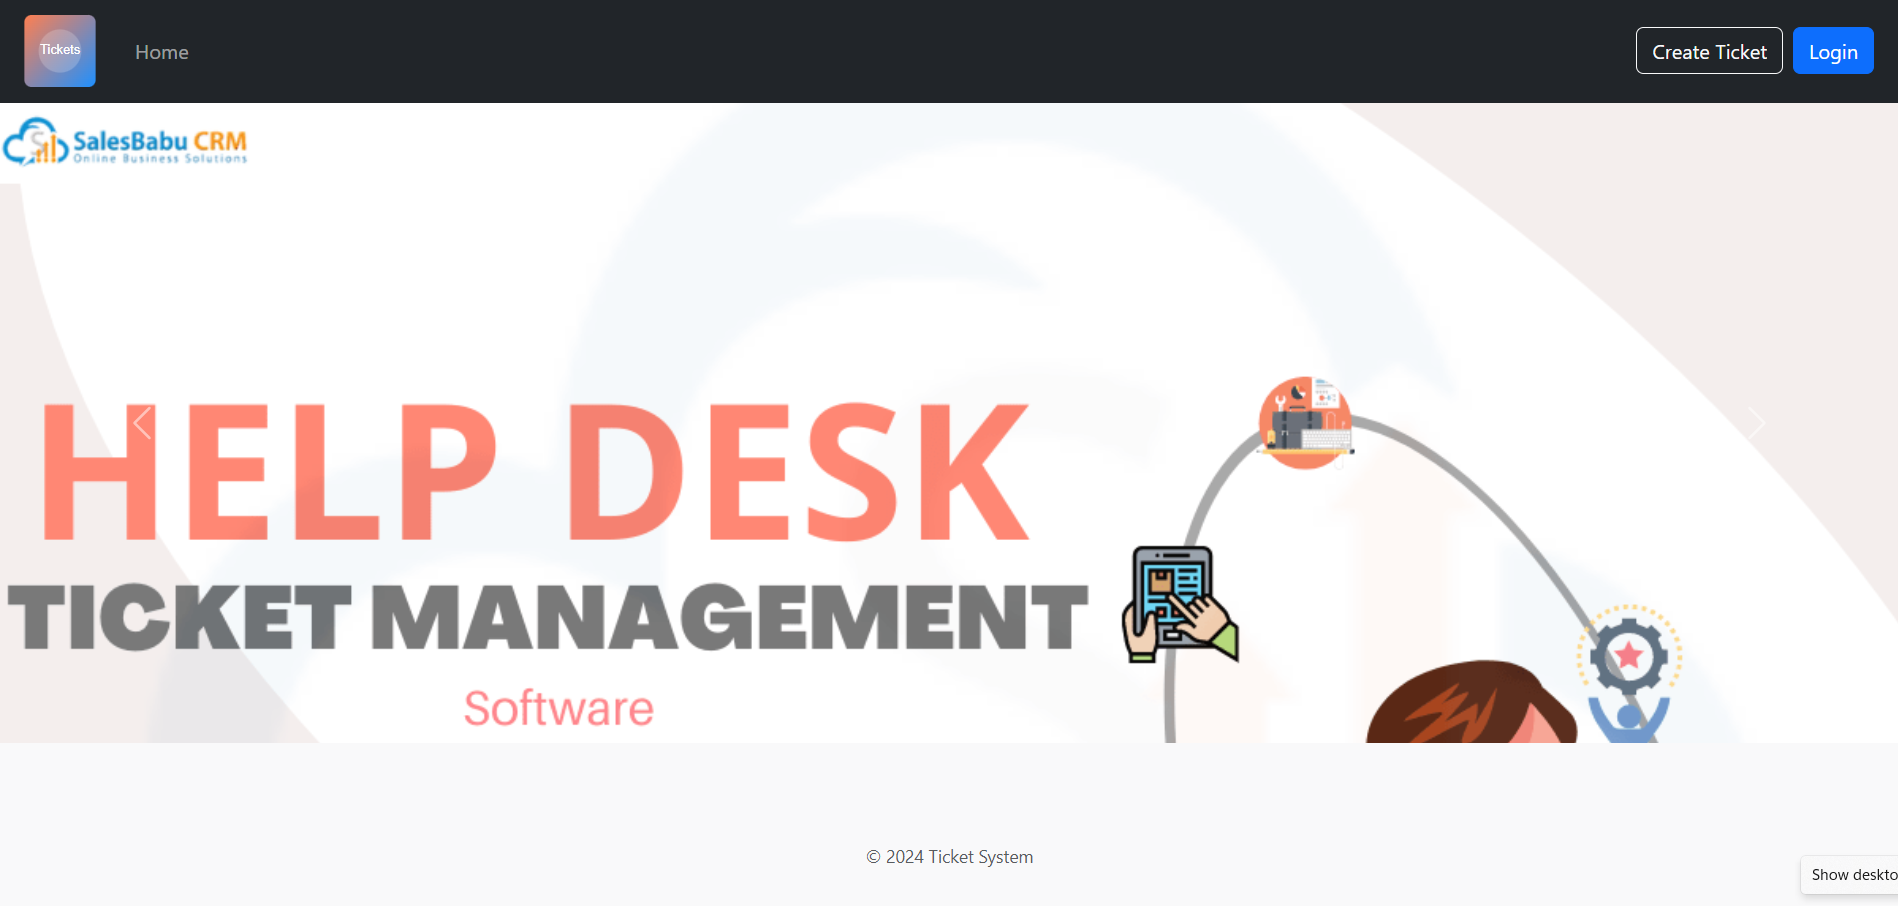 Tickets
Home
Create Ticket
Login
SalesBabu CRM
Online Business Solutions
HELP DESK
TICKET MANAGEMENT
Software
© 2024 Ticket System
Show deskto